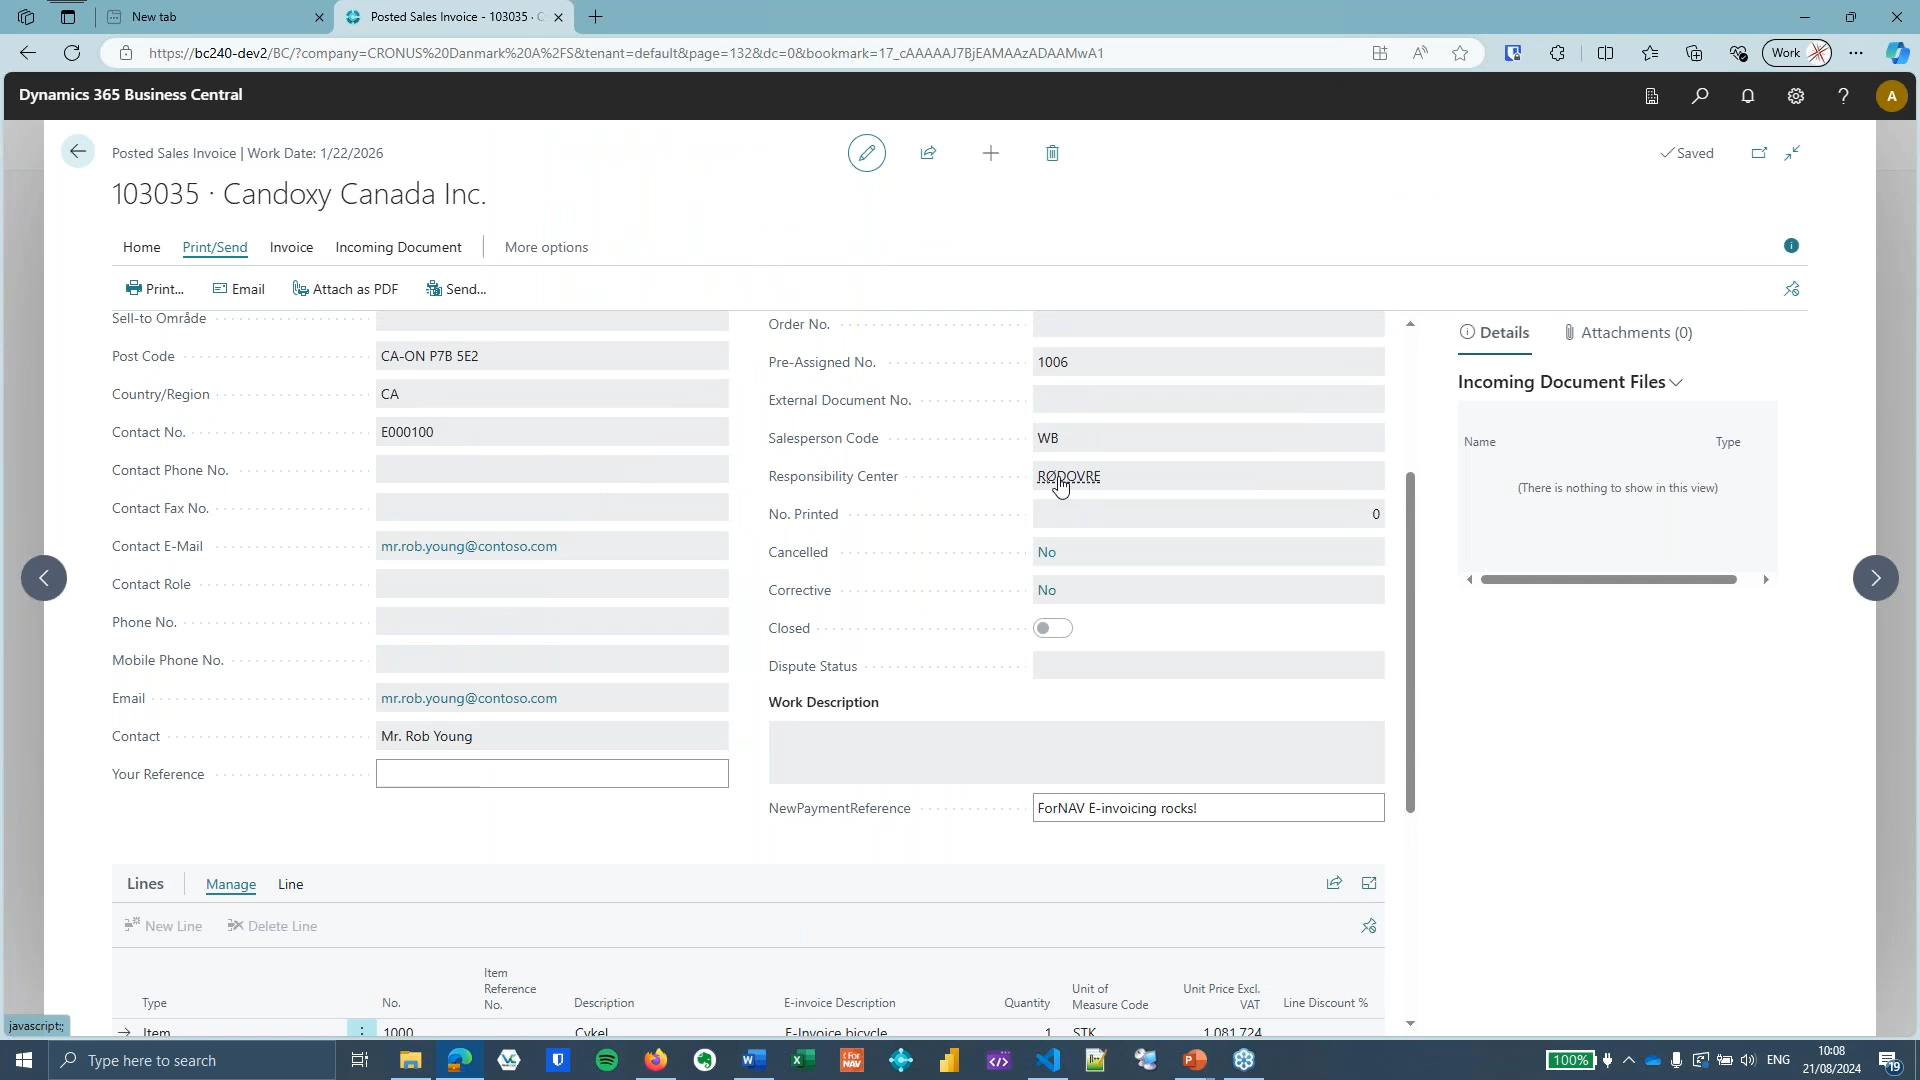 New tab
Posted Sales Invoice - 103035 · C
https://bc240-dev2/BC/?company=CRONUS%20Danmark%20A%2FS&tenant=default&page=132&dc=0&bookmark=17_cAAAAAJ7BjEAMAAzADAAMwA1
Work
Dynamics 365 Business Central
A
Posted Sales Invoice | Work Date: 1/22/2026
Saved
103035 · Candoxy Canada Inc.
Home Print/Send Invoice Incoming Document More options
Print... Email Attach as PDF Send...
Sell-to Område
Post Code CA-ON P7B 5E2
Country/Region CA
Contact No. E000100
Contact Phone No.
Contact Fax No.
Contact E-Mail mr.rob.young@contoso.com
Contact Role
Phone No.
Mobile Phone No.
Email mr.rob.young@contoso.com
Contact Mr. Rob Young
Your Reference
Order No.
Pre-Assigned No. 1006
External Document No.
Salesperson Code WB
Responsibility Center RØDOVRE
No. Printed 0
Cancelled No
Corrective No
Closed
Dispute Status
Work Description
NewPaymentReference ForNAV E-invoicing rocks!
Details Attachments (0)
Incoming Document Files
Name Type
(There is nothing to show in this view)
Lines Manage Line
New Line Delete Line
Type No. Item Reference No. Description E-invoice Description Quantity Unit of Measure Code Unit Price Excl. VAT Line Discount %
Item 1000 Cykel E-Invoice bicycle 1 STK 1.081,724
javascript:;
Type here to search
100%
ENG
10:08
21/08/2024
19